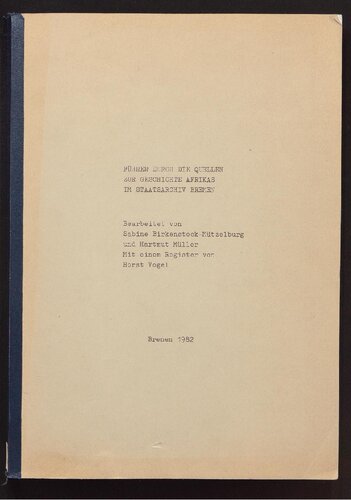 FÜHRER DURCH DIE QUELLEN
ZUR GESCHICHTE AFRIKAS
IM STAATSARCHIV BREMEN
Bearbeitet von
Sabine Birkenstock-Mützelburg
und Hartmut Müller
Mit einem Register von
Horst Vogel
Bremen 1982